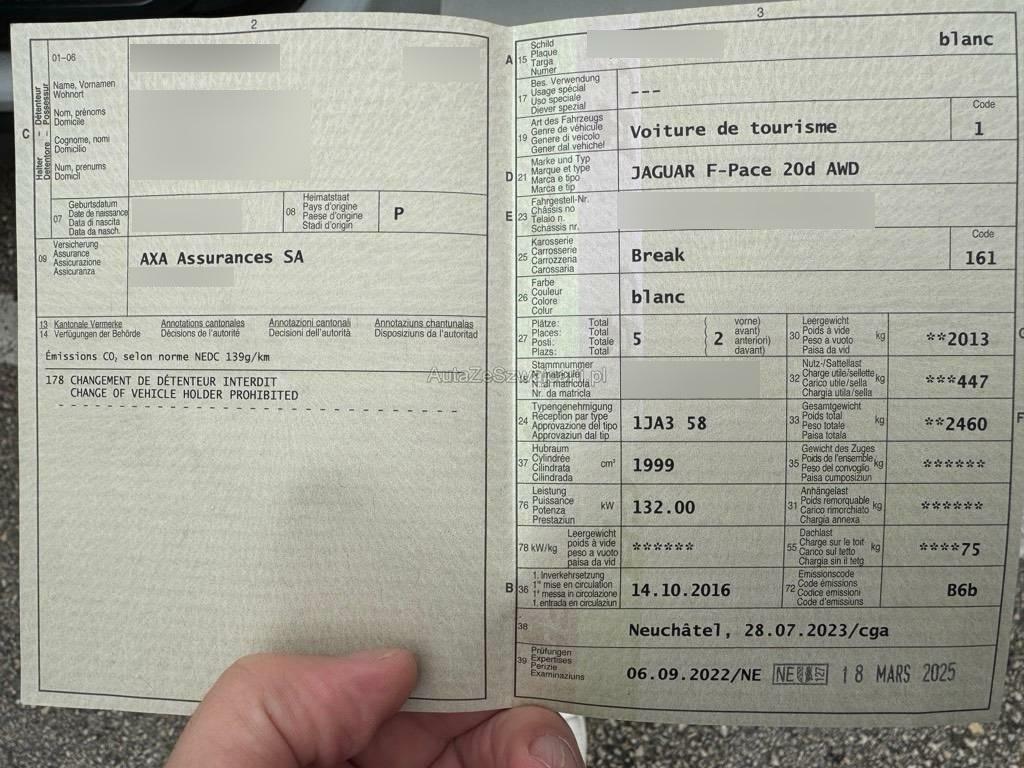 2
01–06
C
Halter – Détenteur
Detentore – Possessur
Name, Vornamen
Wohnort
Nom, prénoms
Domicile
Cognome, nomi
Domicilio
Num, prenums
Domicil
07
Geburtsdatum
Date de naissance
Data di nascita
Data da nasch.
08
Heimatstaat
Pays d'origine
Paese d'origine
Stadi d'origin
P
09
Versicherung
Assurance
Assicurazione
Assicuranza
AXA Assurances SA
13 Kantonale Vermerke
14 Verfügungen der Behörde
Annotations cantonales
Décisions de l'autorité
Annotazioni cantonali
Decisioni dell'autorità
Annotaziuns chantunalas
Disposiziuns da l'autoritad
Émissions CO₂ selon norme NEDC 139g/km
178 CHANGEMENT DE DÉTENTEUR INTERDIT
CHANGE OF VEHICLE HOLDER PROHIBITED
3
A 15
Schild
Plaque
Targa
Numer
blanc
17
Bes. Verwendung
Usage spécial
Uso speciale
Diever spezial
---
19
Art des Fahrzeugs
Genre de véhicule
Genere di veicolo
Gener dal vehichel
Voiture de tourisme
Code
1
D 21
Marke und Typ
Marque et type
Marca e tipo
Marca e tip
JAGUAR F-Pace 20d AWD
E 23
Fahrgestell-Nr.
Châssis no
Telaio n.
Schassis nr.
25
Karosserie
Carrosserie
Carrozzeria
Carossaria
Break
Code
161
26
Farbe
Couleur
Colore
Colur
blanc
27
Plätze: Total
Places: Total
Posti: Totale
Plazs: Total
5
2
vorne)
avant)
anteriori)
davant)
30
Leergewicht
Poids à vide
Peso a vuoto
Paisa da vid
kg
**2013
Stammnummer
matricule
N. di matricola
Nr. da matricla
32
Nutz-/Sattellast
Charge utile/sellette
Carico utile/sella
Chargia utila/sella
kg
***447
AutaZeSzwajcarii.pl
24
Typengenehmigung
Réception par type
Approvazione del tipo
Approvaziun dal tip
1JA3 58
33
Gesamtgewicht
Poids total
Peso totale
Paisa totala
kg
**2460
F
37
Hubraum
Cylindrée
Cilindrata
Cilindrada
cm³
1999
35
Gewicht des Zuges
Poids de l'ensemble
Peso del convoglio
Paisa cumposiziun
kg
******
76
Leistung
Puissance
Potenza
Prestaziun
kW
132.00
31
Anhängelast
Poids remorquable
Carico rimorchiato
Chargia annexa
kg
******
78 kW/kg
Leergewicht
poids à vide
peso a vuoto
paisa da vid
******
55
Dachlast
Charge sur le toit
Carico sul tetto
Chargia sin il tetg
kg
****75
B 36
1. Inverkehrsetzung
1ʳᵉ mise en circulation
1ª messa in circolazione
1. entrada en circulaziun
14.10.2016
72
Emissionscode
Code émissions
Codice emissioni
Code d'emissiuns
B6b
38
Neuchâtel, 28.07.2023/cga
39
Prüfungen
Expertises
Perizie
Examinaziuns
06.09.2022/NE
NE
18 MARS 2025